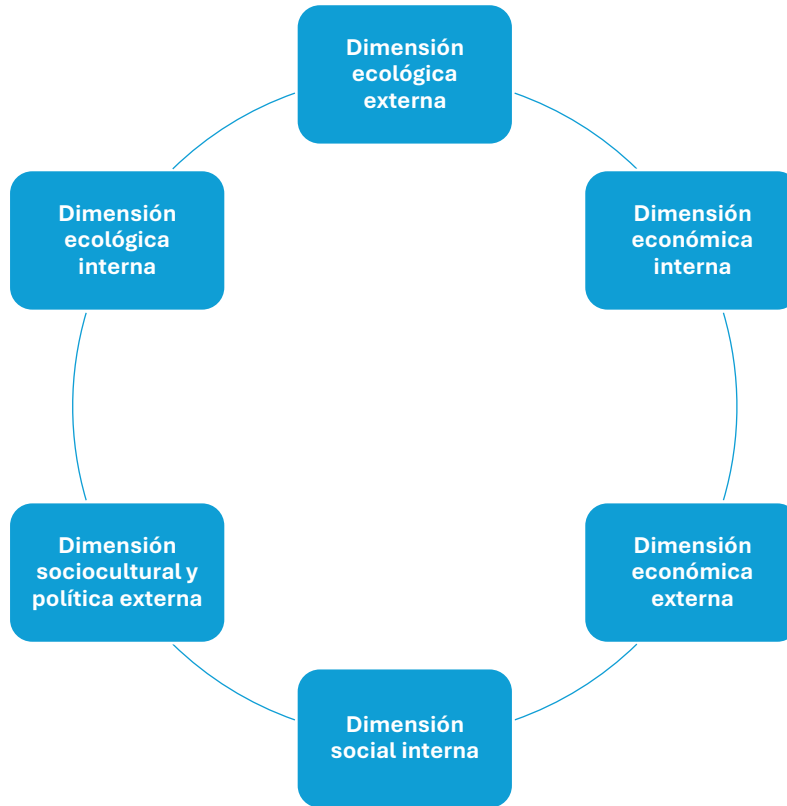 Dimensión
ecológica
externa
Dimensión
económica
interna
Dimensión
económica
externa
Dimensión
social interna
Dimensión
sociocultural y
política externa
Dimensión
ecológica
interna